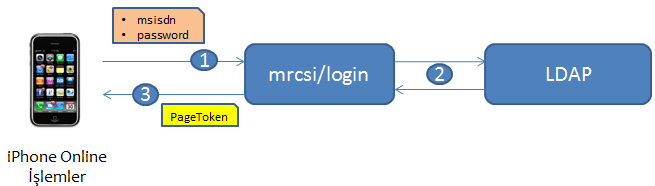 • msisdn
• password
1
mrcsi/login
2
LDAP
3
PageToken
iPhone Online
İşlemler